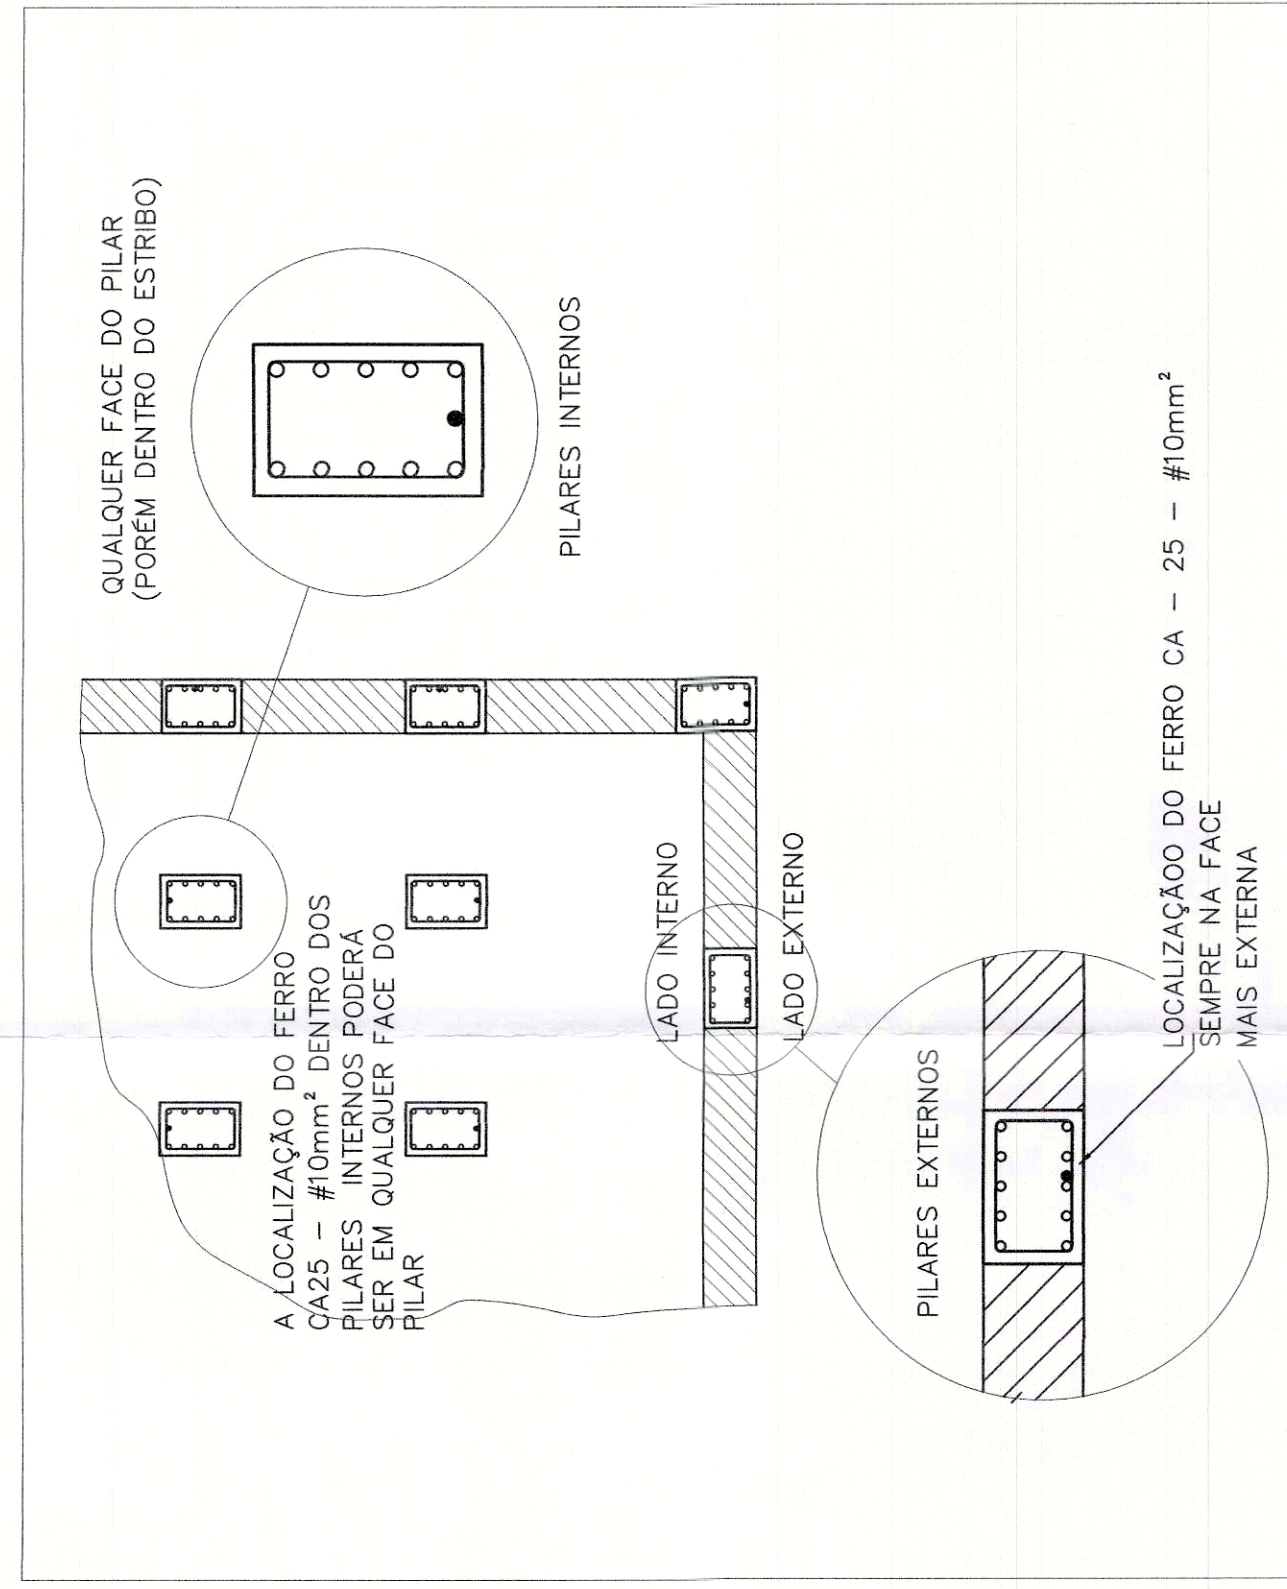 QUALQUER FACE DO PILAR
(PORÉM DENTRO DO ESTRIBO)
PILARES INTERNOS
A LOCALIZAÇÃO DO FERRO
CA25 – #10mm² DENTRO DOS
PILARES INTERNOS PODERÁ
SER EM QUALQUER FACE DO
PILAR
LADO INTERNO
LADO EXTERNO
PILARES EXTERNOS
LOCALIZAÇÃOO DO FERRO CA – 25 – #10mm²
SEMPRE NA FACE
MAIS EXTERNA